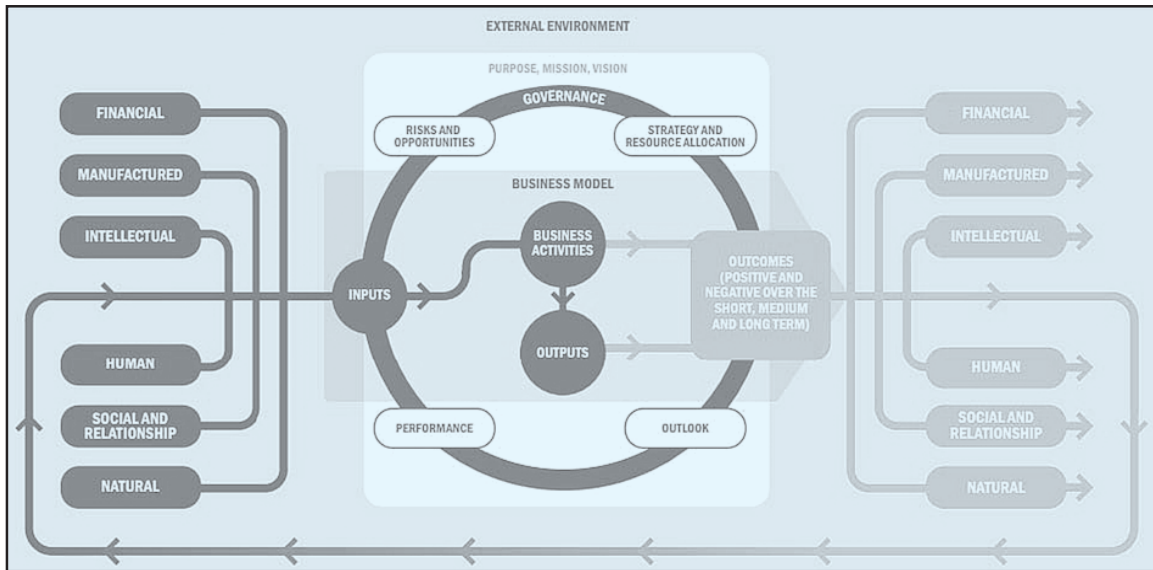 EXTERNAL ENVIRONMENT
PURPOSE, MISSION, VISION
GOVERNANCE
FINANCIAL
MANUFACTURED
INTELLECTUAL
HUMAN
SOCIAL AND
RELATIONSHIP
NATURAL
RISKS AND
OPPORTUNITIES
STRATEGY AND
RESOURCE ALLOCATION
BUSINESS MODEL
INPUTS
BUSINESS
ACTIVITIES
OUTPUTS
OUTCOMES
(POSITIVE AND
NEGATIVE OVER THE
SHORT, MEDIUM
AND LONG TERM)
PERFORMANCE
OUTLOOK
FINANCIAL
MANUFACTURED
INTELLECTUAL
HUMAN
SOCIAL AND
RELATIONSHIP
NATURAL